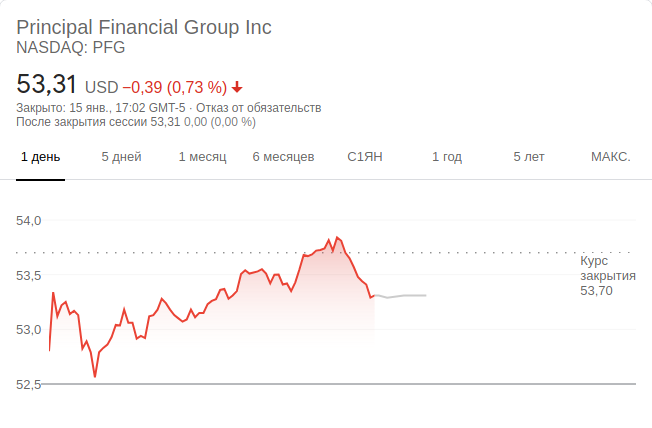 Principal Financial Group Inc
NASDAQ: PFG
53,31 USD −0,39 (0,73 %)
Закрыто: 15 янв., 17:02 GMT-5 · Отказ от обязательств
После закрытия сессии 53,31 0,00 (0,00 %)
1 день 5 дней 1 месяц 6 месяцев С1ЯН 1 год 5 лет МАКС.
54,0
53,5
53,0
52,5
Курс
закрытия
53,70